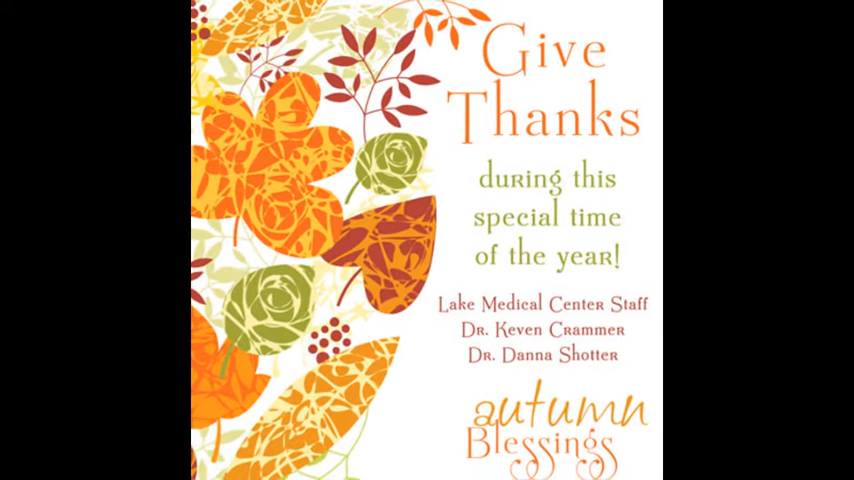 Give
Thanks
during this
special time
of the year!
Lake Medical Center Staff
Dr. Keven Crammer
Dr. Danna Shotter
autumn
Blessings